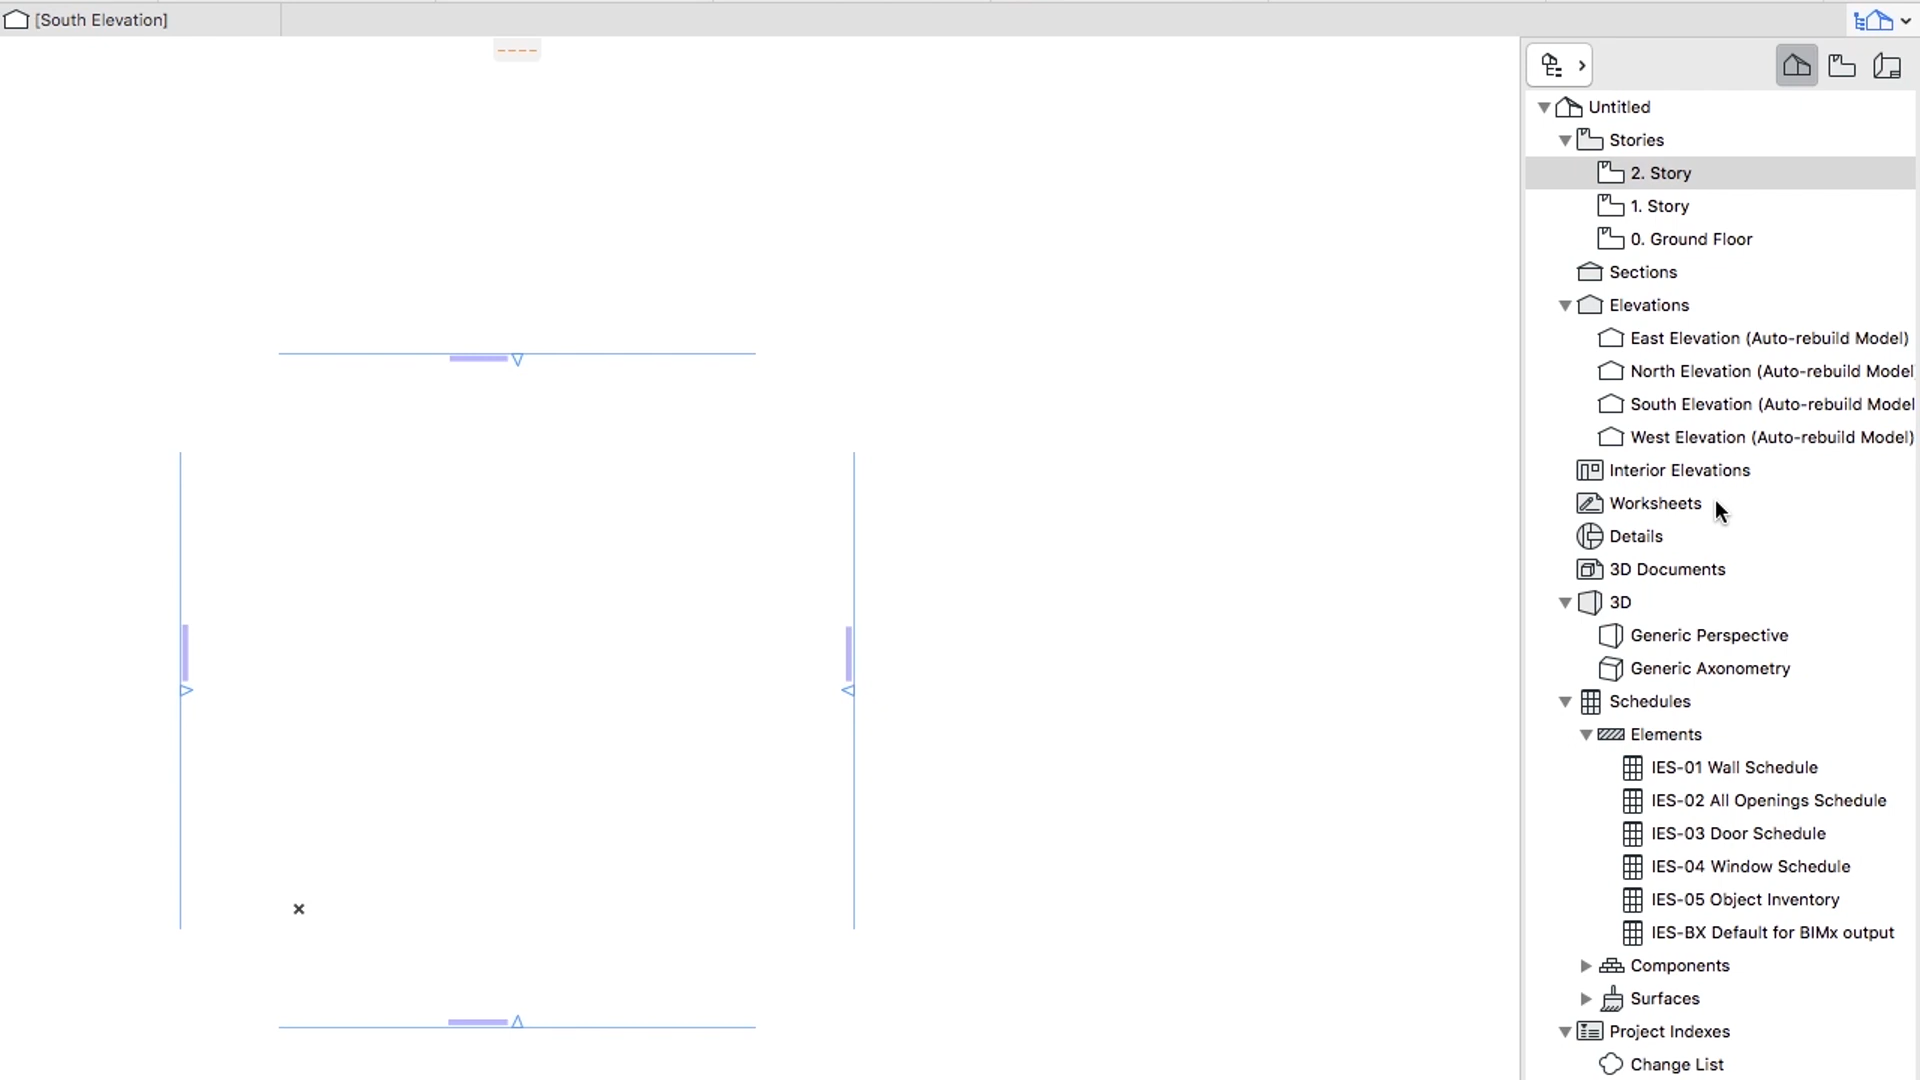 [South Elevation]
Untitled
Stories
2. Story
1. Story
0. Ground Floor
Sections
Elevations
East Elevation (Auto-rebuild Model)
North Elevation (Auto-rebuild Model
South Elevation (Auto-rebuild Model
West Elevation (Auto-rebuild Model)
Interior Elevations
Worksheets
Details
3D Documents
3D
Generic Perspective
Generic Axonometry
Schedules
Elements
IES-01 Wall Schedule
IES-02 All Openings Schedule
IES-03 Door Schedule
IES-04 Window Schedule
IES-05 Object Inventory
IES-BX Default for BIMx output
Components
Surfaces
Project Indexes
Change List